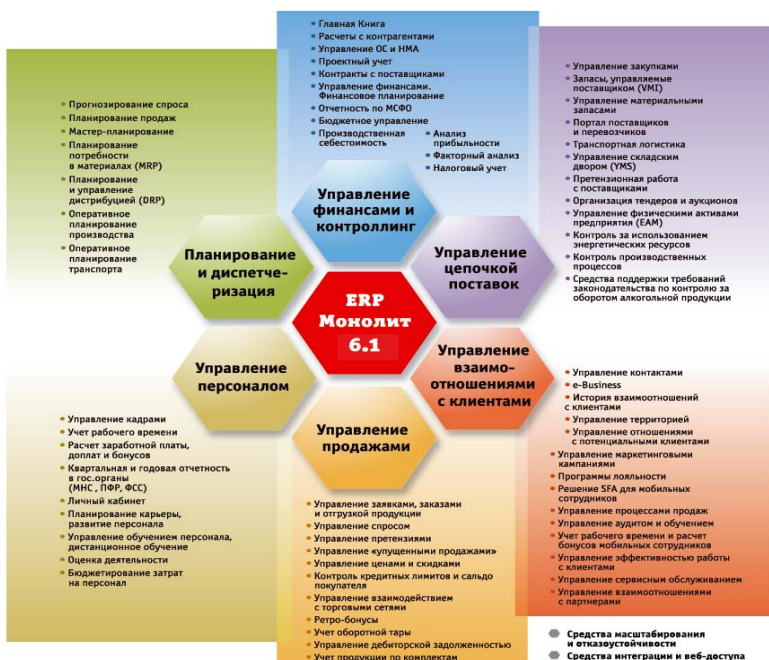 • Главная Книга
• Расчеты с контрагентами
• Управление ОС и НМА
• Проектный учет
• Контракты с поставщиками
• Управление финансами.
Финансовое планирование
• Отчетность по МСФО
• Бюджетное управление
• Производственная
себестоимость
• Анализ
прибыльности
• Факторный анализ
• Налоговый учет
• Прогнозирование спроса
• Планирование продаж
• Мастер-планирование
• Планирование
потребности
в материалах (MRP)
• Планирование
и управление
дистрибуцией (DRP)
• Оперативное
планирование
производства
• Оперативное
планирование
транспорта
• Управление закупками
• Запасы, управляемые
поставщиком (VMI)
• Управление материальными
запасами
• Портал поставщиков
и перевозчиков
• Транспортная логистика
• Управление складским
двором (YMS)
• Претензионная работа
с поставщиками
• Организация тендеров и аукционов
• Управление физическими активами
предприятия (EAM)
• Контроль за использованием
энергетических ресурсов
• Контроль производственных
процессов
• Средства поддержки требований
законодательства по контролю за
оборотом алкогольной продукции
Управление
финансами и
контроллинг
Планирование
и диспетче-
ризация
Управление
цепочкой
поставок
ERP
Монолит
6.1
Управление
персоналом
Управление
взаимо-
отношениями
с клиентами
Управление
продажами
• Управление кадрами
• Учет рабочего времени
• Расчет заработной платы,
доплат и бонусов
• Квартальная и годовая отчетность
в гос.органы
(МНС , ПФР, ФСС)
• Личный кабинет
• Планирование карьеры,
развитие персонала
• Управление обучением персонала,
дистанционное обучение
• Оценка деятельности
• Бюджетирование затрат
на персонал
• Управление заявками, заказами
и отгрузкой продукции
• Управление спросом
• Управление претензиями
• Управление «упущенными продажами»
• Управление ценами и скидками
• Контроль кредитных лимитов и сальдо
покупателя
• Управление взаимодействием
с торговыми сетями
• Ретро-бонусы
• Учет оборотной тары
• Управление дебиторской задолженностью
• Учет продукции по комплектам
• Управление контактами
• e-Business
• История взаимоотношений
с клиентами
• Управление территорией
• Управление отношениями
с потенциальными клиентами
• Управление маркетинговыми
кампаниями
• Программы лояльности
• Решение SFA для мобильных
сотрудников
• Управление процессами продаж
• Управление аудитом и обучением
• Учет рабочего времени и расчет
бонусов мобильных сотрудников
• Управление эффективностью работы
с клиентами
• Управление сервисным обслуживанием
• Управление взаимоотношениями
с партнерами
Средства масштабирования
и отказоустойчивости
Средства интеграции и веб-доступа